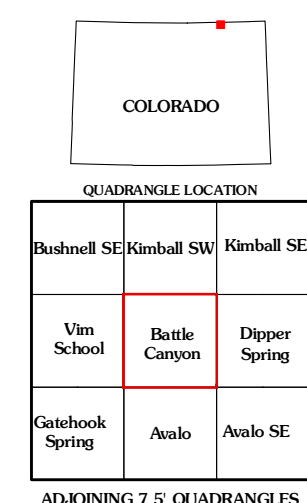 COLORADO
QUADRANGLE LOCATION
Bushnell SE Kimball SW Kimball SE
Vim School
Battle Canyon
Dipper Spring
Gatehook Spring
Avalo
Avalo SE
ADJOINING 7.5' QUADRANGLES